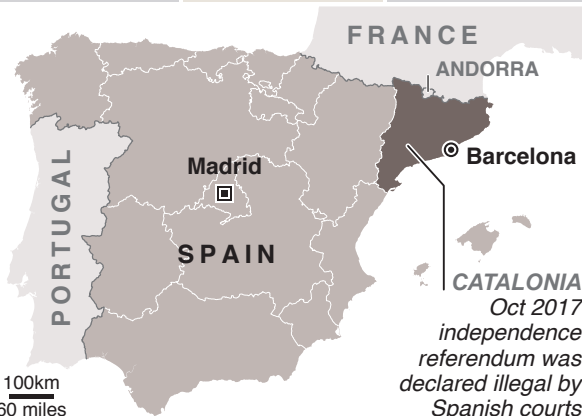 FRANCE
ANDORRA
Barcelona
Madrid
PORTUGAL
SPAIN
CATALONIA
Oct 2017
independence
referendum was
declared illegal by
Spanish courts
100km
60 miles